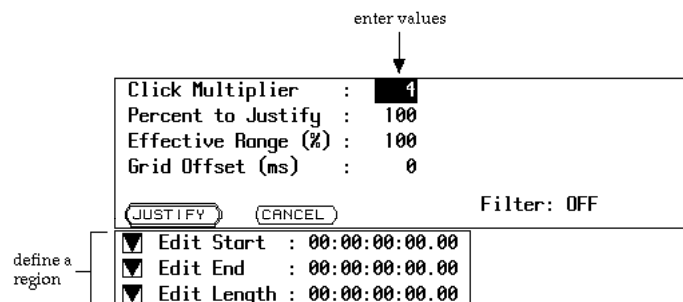 enter values
Click Multiplier : 4
Percent to Justify : 100
Effective Range (%) : 100
Grid Offset (ms) : 0
JUSTIFY CANCEL Filter: OFF
define a
region
Edit Start : 00:00:00:00.00
Edit End : 00:00:00:00.00
Edit Length : 00:00:00:00.00